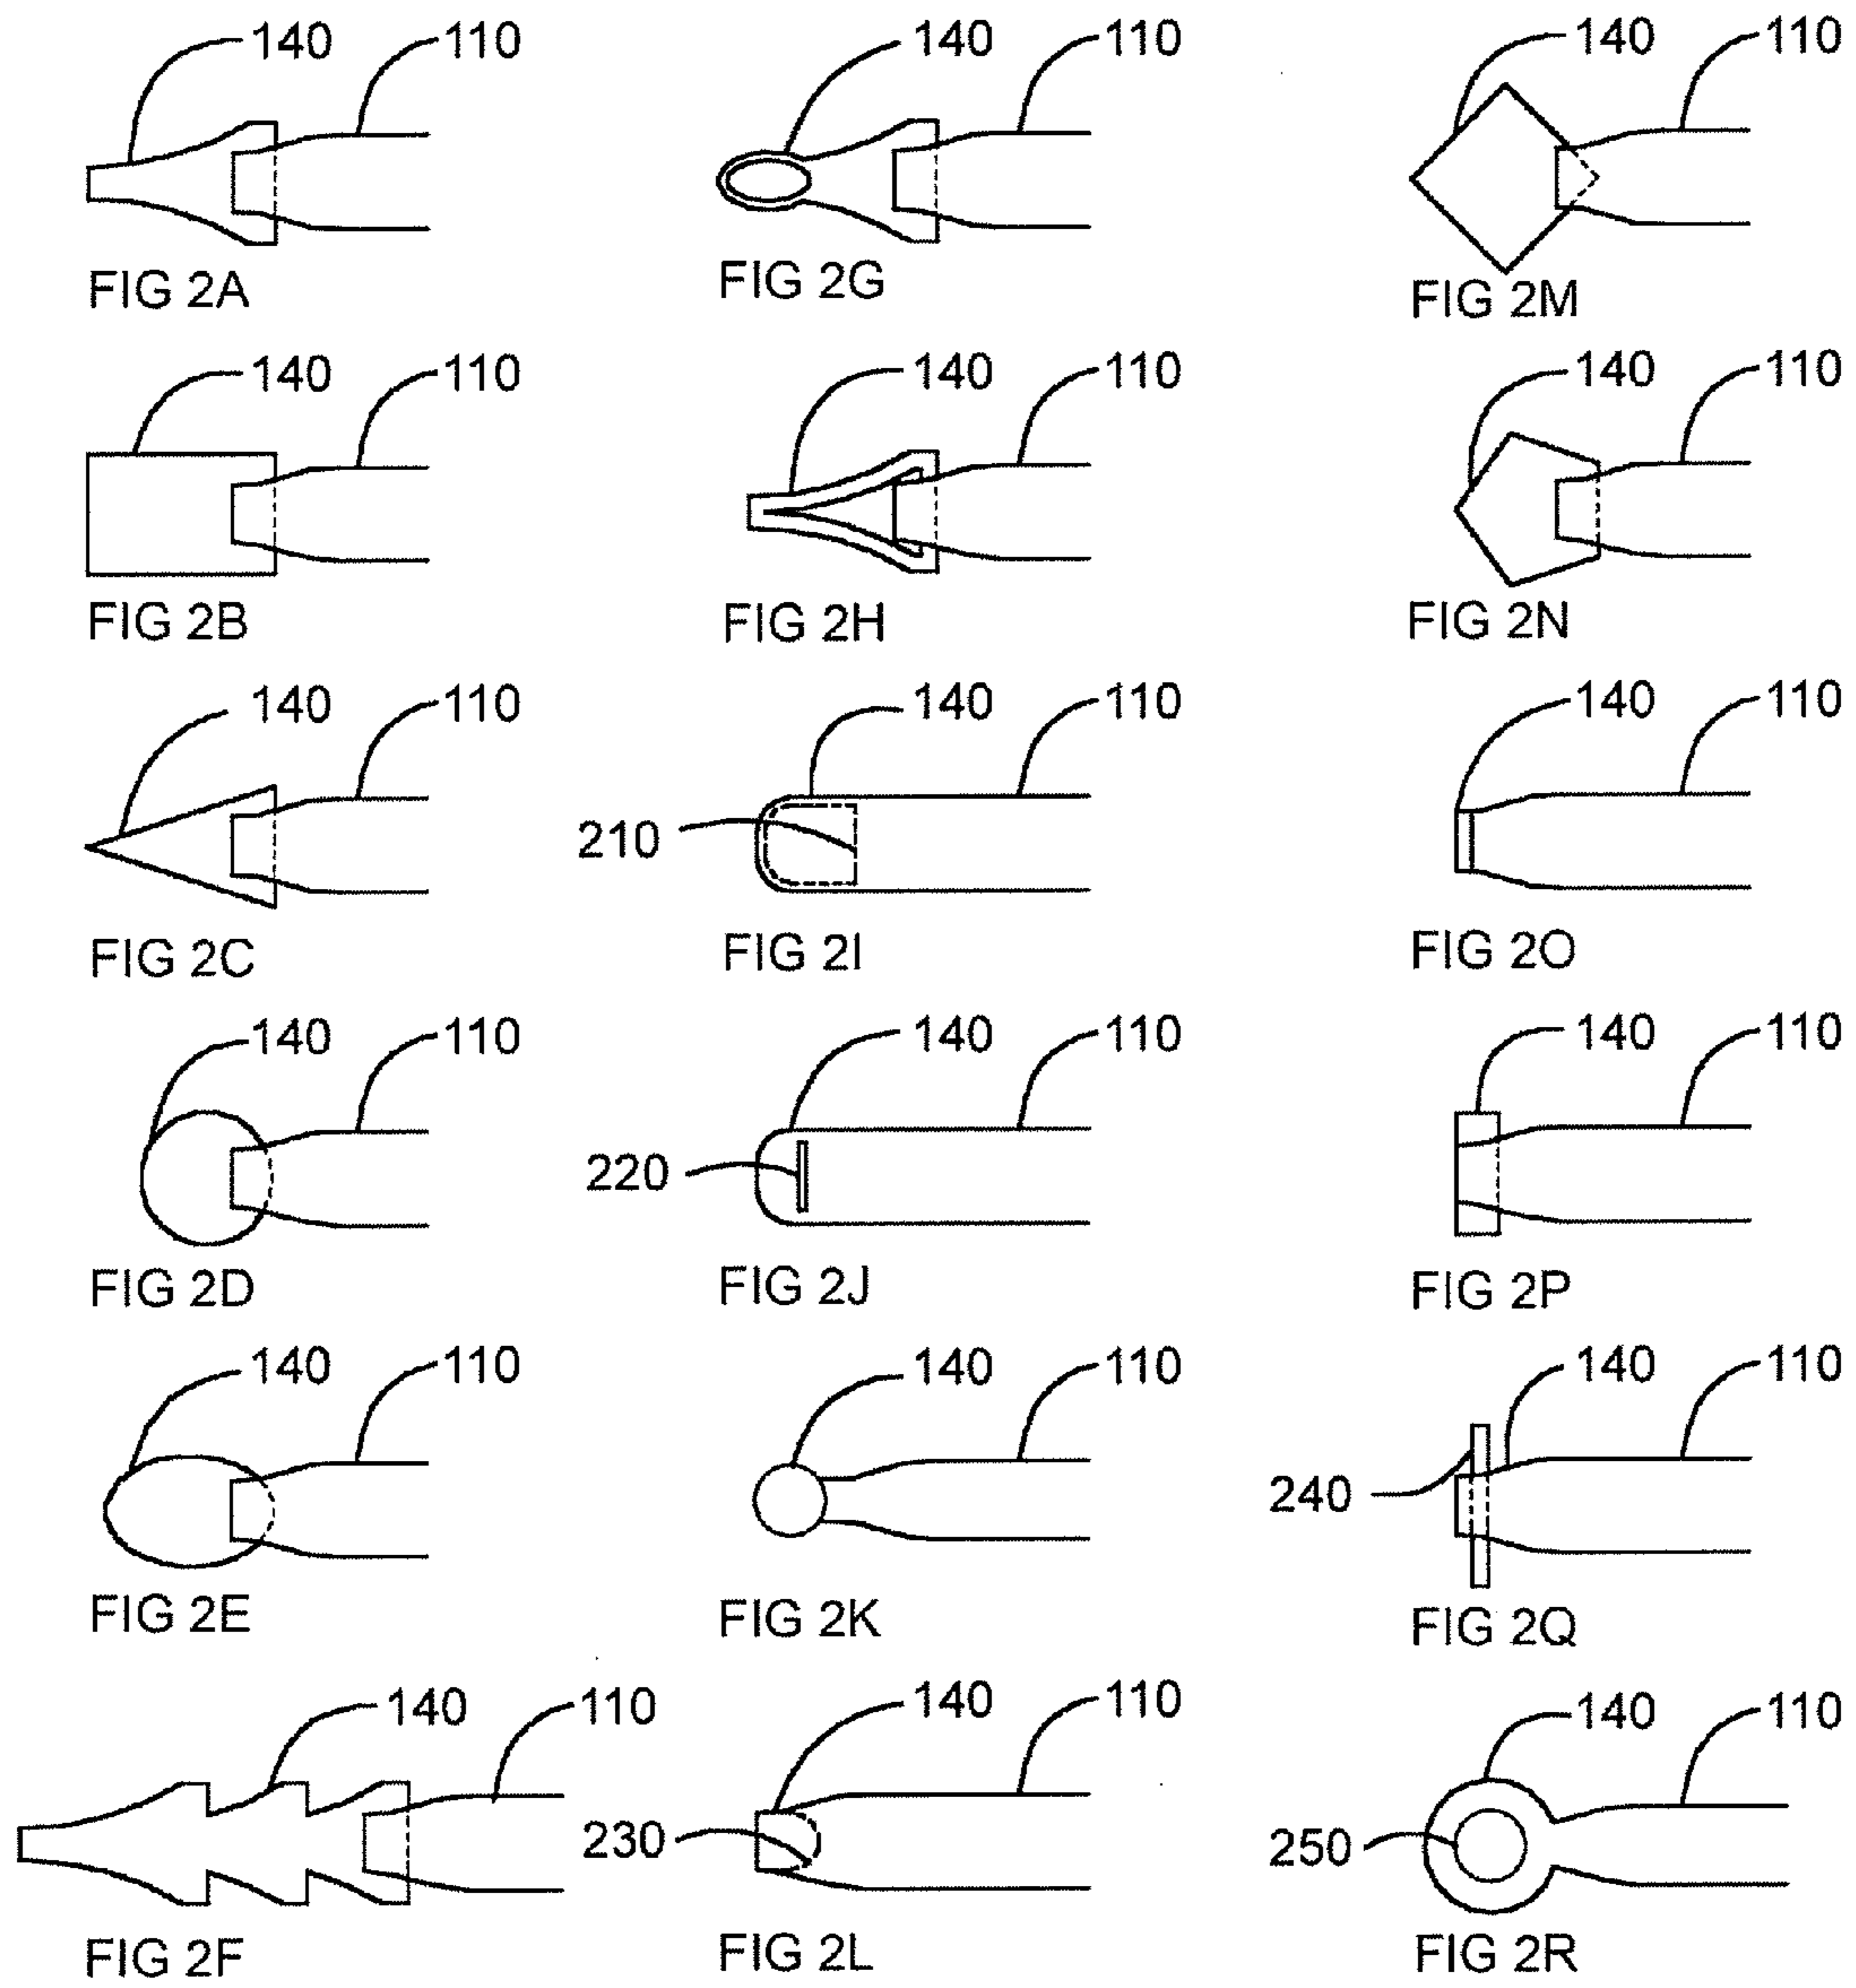 140 110 140 110 140 110
FIG 2A FIG 2G FIG 2M
140 110 140 110 140 110
FIG 2B FIG 2H FIG 2N
140 110 140 110 140 110
210
FIG 2C FIG 2I FIG 2O
140 110 140 110 140 110
220
FIG 2D FIG 2J FIG 2P
140 110 140 110 140 110
240
FIG 2E FIG 2K FIG 2Q
140 110 140 110 140 110
230 250
FIG 2F FIG 2L FIG 2R